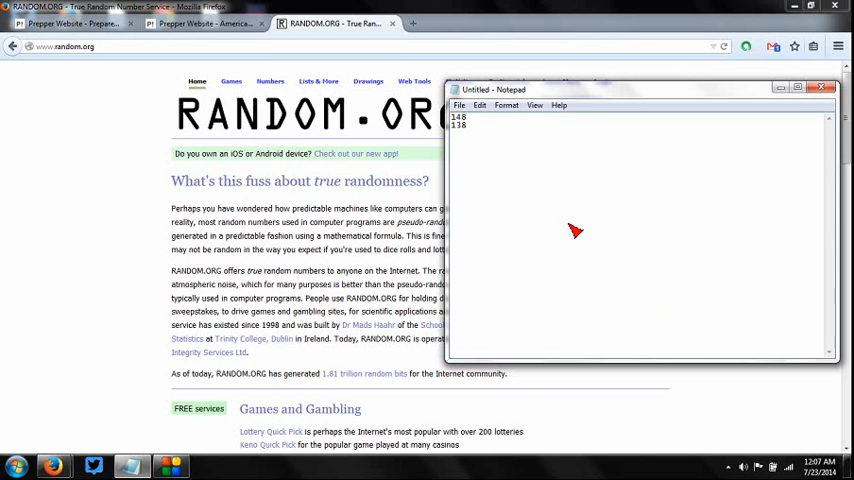 RANDOM.ORG - True Random Number Service - Mozilla Firefox
Prepper Website - Prepare...
Prepper Website - America...
RANDOM.ORG - True Ran...
www.random.org
Home Games Numbers Lists & More Drawings Web Tools
RANDOM.ORG
Do you own an iOS or Android device? Check out our new app!
What's this fuss about true randomness?
Perhaps you have wondered how predictable machines like computers can g
reality, most random numbers used in computer programs are pseudo-ran
generated in a predictable fashion using a mathematical formula. This is fine
may not be random in the way you expect if you're used to dice rolls and lott
RANDOM.ORG offers true random numbers to anyone on the Internet. The ra
atmospheric noise, which for many purposes is better than the pseudo-rand
typically used in computer programs. People use RANDOM.ORG for holding d
sweepstakes, to drive games and gambling sites, for scientific applications a
service has existed since 1998 and was built by Dr Mads Haahr of the School
Statistics at Trinity College, Dublin in Ireland. Today, RANDOM.ORG is operat
Integrity Services Ltd.
As of today, RANDOM.ORG has generated 1.81 trillion random bits for the Internet community.
FREE services
Games and Gambling
Lottery Quick Pick is perhaps the Internet's most popular with over 200 lotteries
Keno Quick Pick for the popular game played at many casinos
Untitled - Notepad
File Edit Format View Help
148
138
12:07 AM
7/23/2014